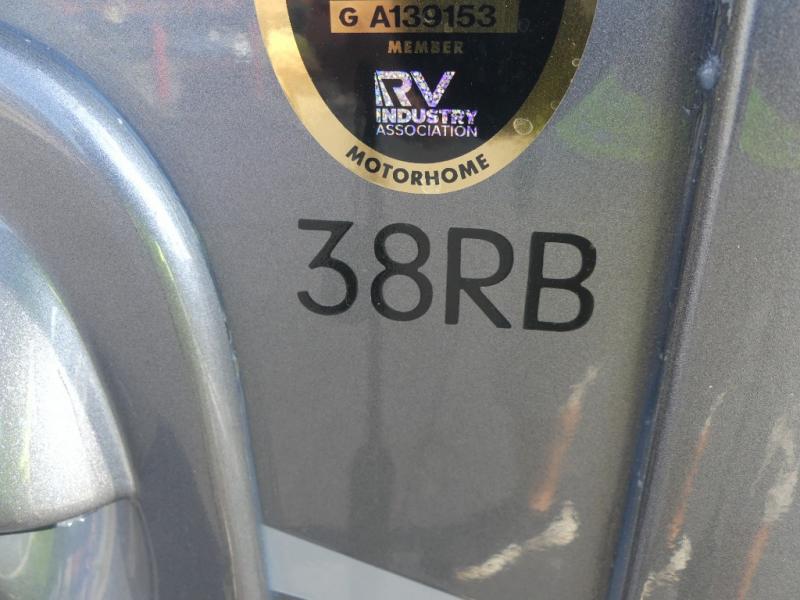 G A139153
MEMBER
RV
INDUSTRY
ASSOCIATION
MOTORHOME
38RB